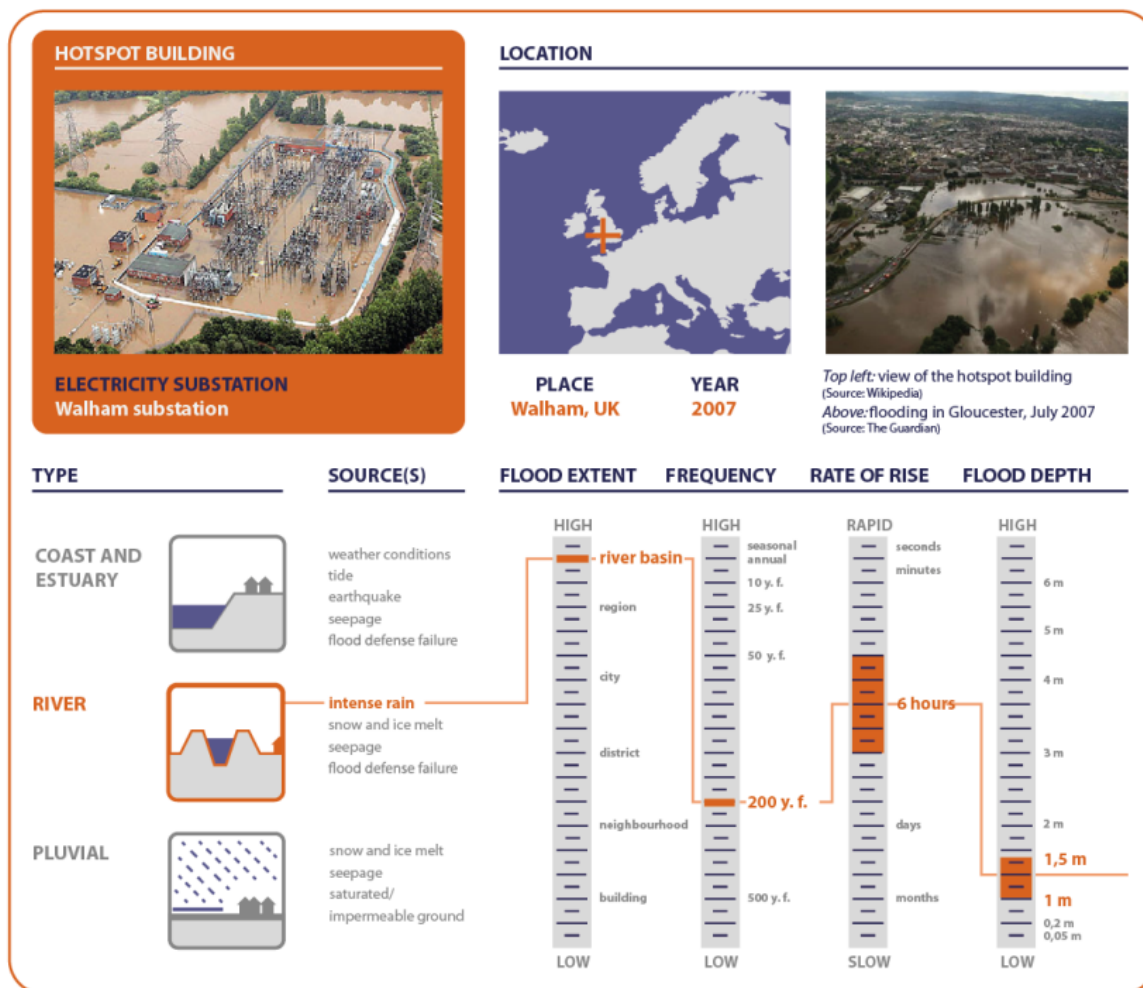 HOTSPOT BUILDING
ELECTRICITY SUBSTATION
Walham substation
LOCATION
PLACE
Walham, UK
YEAR
2007
Top left: view of the hotspot building
(Source: Wikipedia)
Above: flooding in Gloucester, July 2007
(Source: The Guardian)
TYPE
COAST AND
ESTUARY
RIVER
PLUVIAL
SOURCE(S)
weather conditions
tide
earthquake
seepage
flood defense failure
intense rain
snow and ice melt
seepage
flood defense failure
snow and ice melt
seepage
saturated/
impermeable ground
FLOOD EXTENT
HIGH
river basin
region
city
district
neighbourhood
building
LOW
FREQUENCY
HIGH
seasonal
annual
10 y. f.
25 y. f.
50 y. f.
200 y. f.
500 y. f.
LOW
RATE OF RISE
RAPID
seconds
minutes
6 hours
days
months
SLOW
FLOOD DEPTH
HIGH
6 m
5 m
4 m
3 m
2 m
1,5 m
1 m
0,2 m
0,05 m
LOW